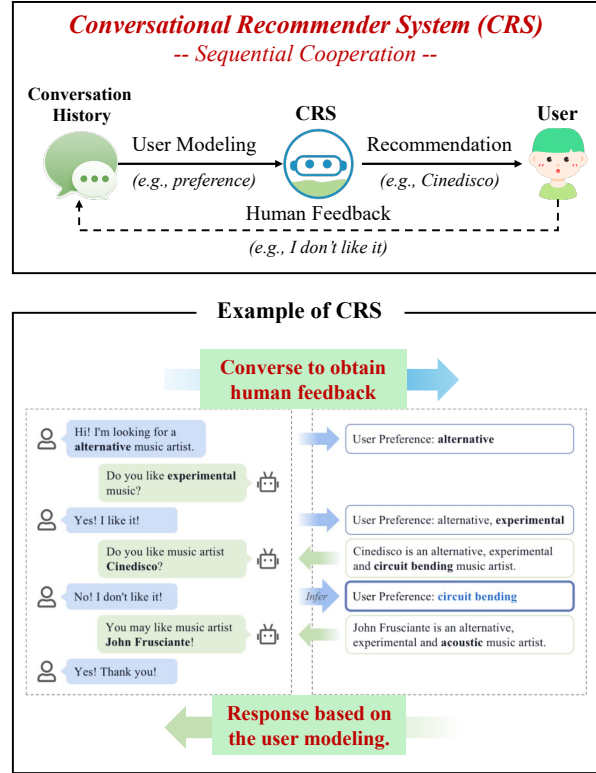 Conversational Recommender System (CRS)
-- Sequential Cooperation --
Conversation
History
CRS
User
User Modeling
Recommendation
(e.g., preference)
(e.g., Cinedisco)
Human Feedback
(e.g., I don't like it)
Example of CRS
Converse to obtain
human feedback
Hi! I'm looking for a
alternative music artist.
User Preference: alternative
Do you like experimental
music?
Yes! I like it!
User Preference: alternative, experimental
Do you like music artist
Cinedisco?
Cinedisco is an alternative, experimental
and circuit bending music artist.
No! I don't like it!
Infer
User Preference: circuit bending
You may like music artist
John Frusciante!
John Frusciante is an alternative,
experimental and acoustic music artist.
Yes! Thank you!
Response based on
the user modeling.